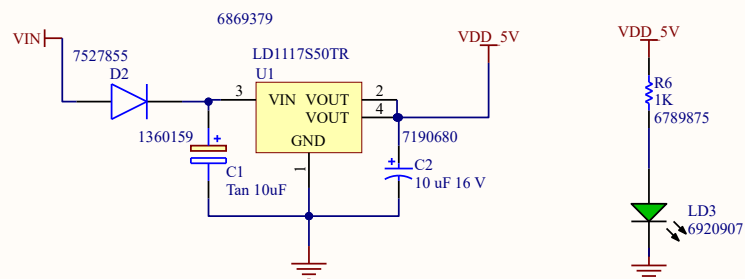 6869379
VIN
7527855
D2
LD1117S50TR
U1
3
VIN VOUT
VOUT
GND
2
4
1
VDD_5V
1360159
C1
Tan 10uF
7190680
C2
10 uF 16 V
VDD_5V
R6
1K
6789875
LD3
6920907